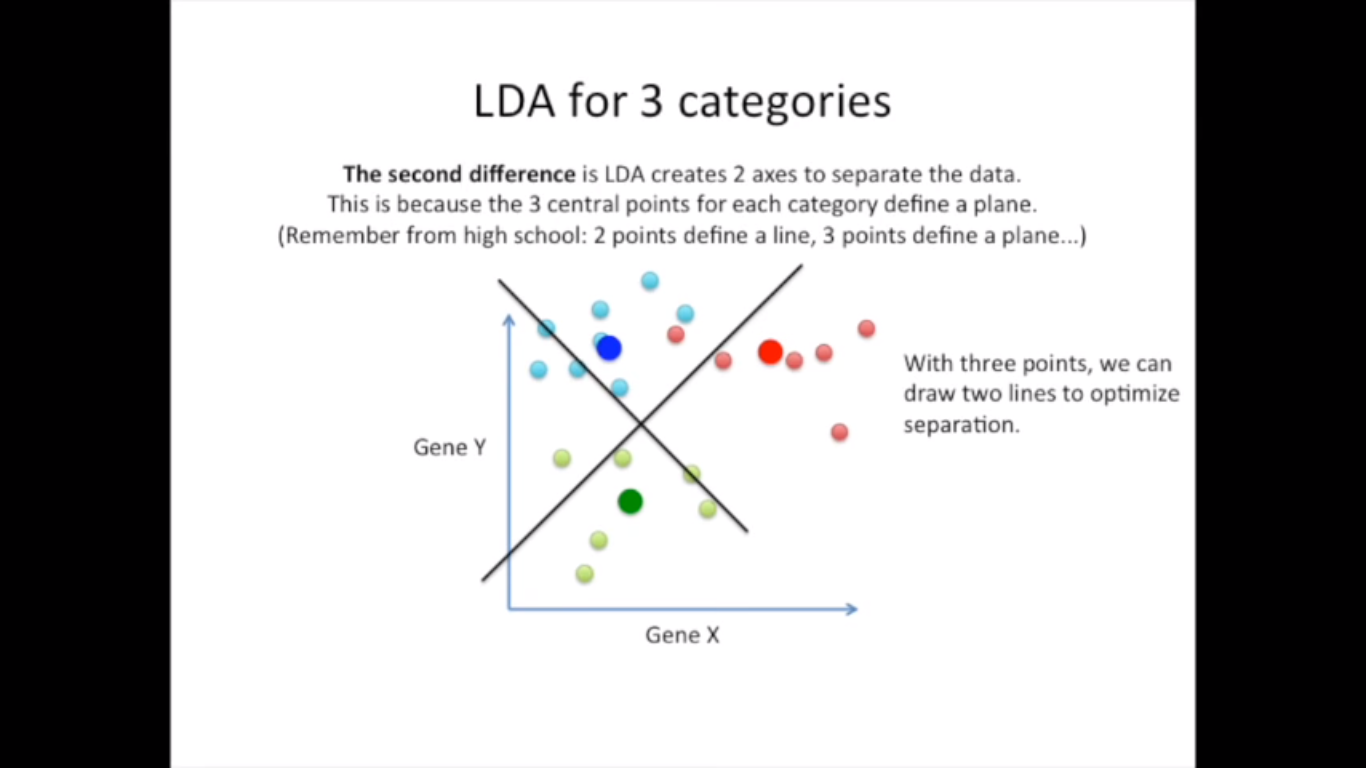 LDA for 3 categories
The second difference is LDA creates 2 axes to separate the data.
This is because the 3 central points for each category define a plane.
(Remember from high school: 2 points define a line, 3 points define a plane...)
With three points, we can
draw two lines to optimize
separation.
Gene Y
Gene X